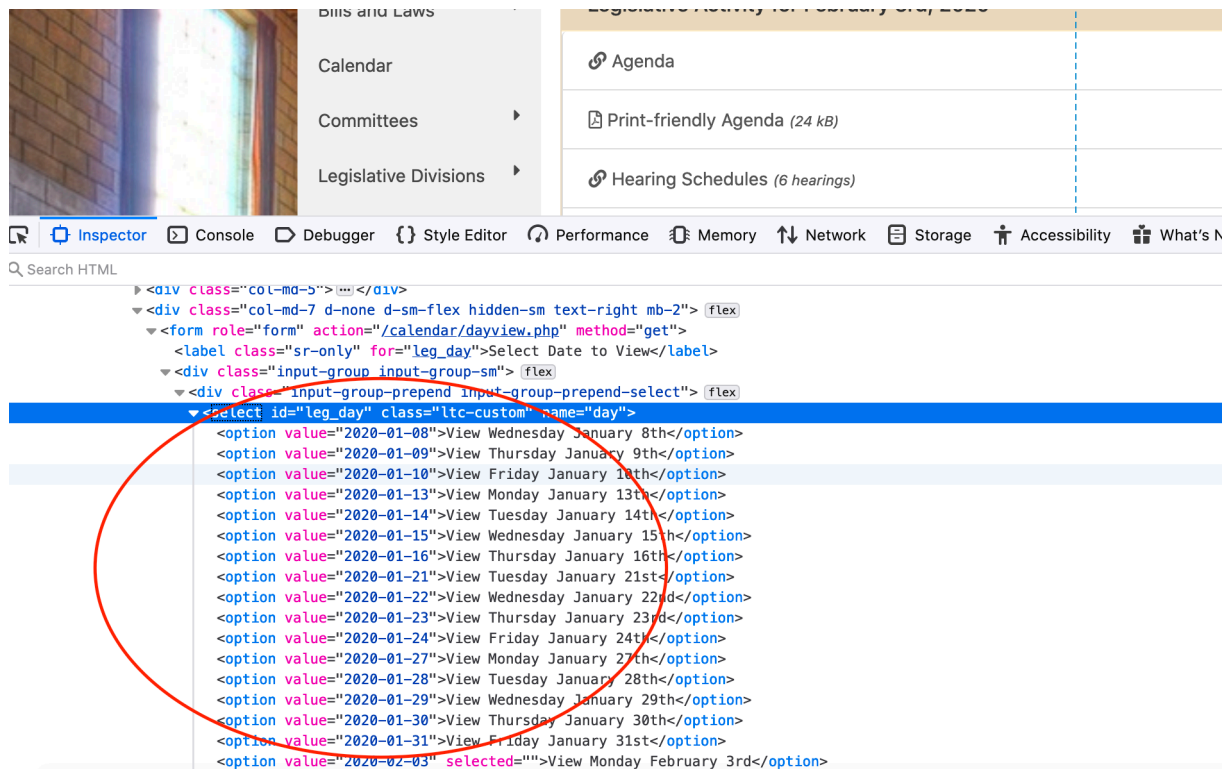 Bills and Laws
Legislative Activity for February 3rd, 2020
Calendar
Agenda
Committees
Print-friendly Agenda (24 kB)
Legislative Divisions
Hearing Schedules (6 hearings)
Inspector Console Debugger {} Style Editor Performance Memory Network Storage Accessibility What's N
Search HTML
<div class="col-md-5"> ••• </div>
<div class="col-md-7 d-none d-sm-flex hidden-sm text-right mb-2"> flex
<form role="form" action="/calendar/dayview.php" method="get">
<label class="sr-only" for="leg_day">Select Date to View</label>
<div class="input-group input-group-sm"> flex
<div class="input-group-prepend input-group-prepend-select"> flex
<select id="leg_day" class="ltc-custom" name="day">
<option value="2020-01-08">View Wednesday January 8th</option>
<option value="2020-01-09">View Thursday January 9th</option>
<option value="2020-01-10">View Friday January 10th</option>
<option value="2020-01-13">View Monday January 13th</option>
<option value="2020-01-14">View Tuesday January 14th</option>
<option value="2020-01-15">View Wednesday January 15th</option>
<option value="2020-01-16">View Thursday January 16th</option>
<option value="2020-01-21">View Tuesday January 21st</option>
<option value="2020-01-22">View Wednesday January 22nd</option>
<option value="2020-01-23">View Thursday January 23rd</option>
<option value="2020-01-24">View Friday January 24th</option>
<option value="2020-01-27">View Monday January 27th</option>
<option value="2020-01-28">View Tuesday January 28th</option>
<option value="2020-01-29">View Wednesday January 29th</option>
<option value="2020-01-30">View Thursday January 30th</option>
<option value="2020-01-31">View Friday January 31st</option>
<option value="2020-02-03" selected="">View Monday February 3rd</option>